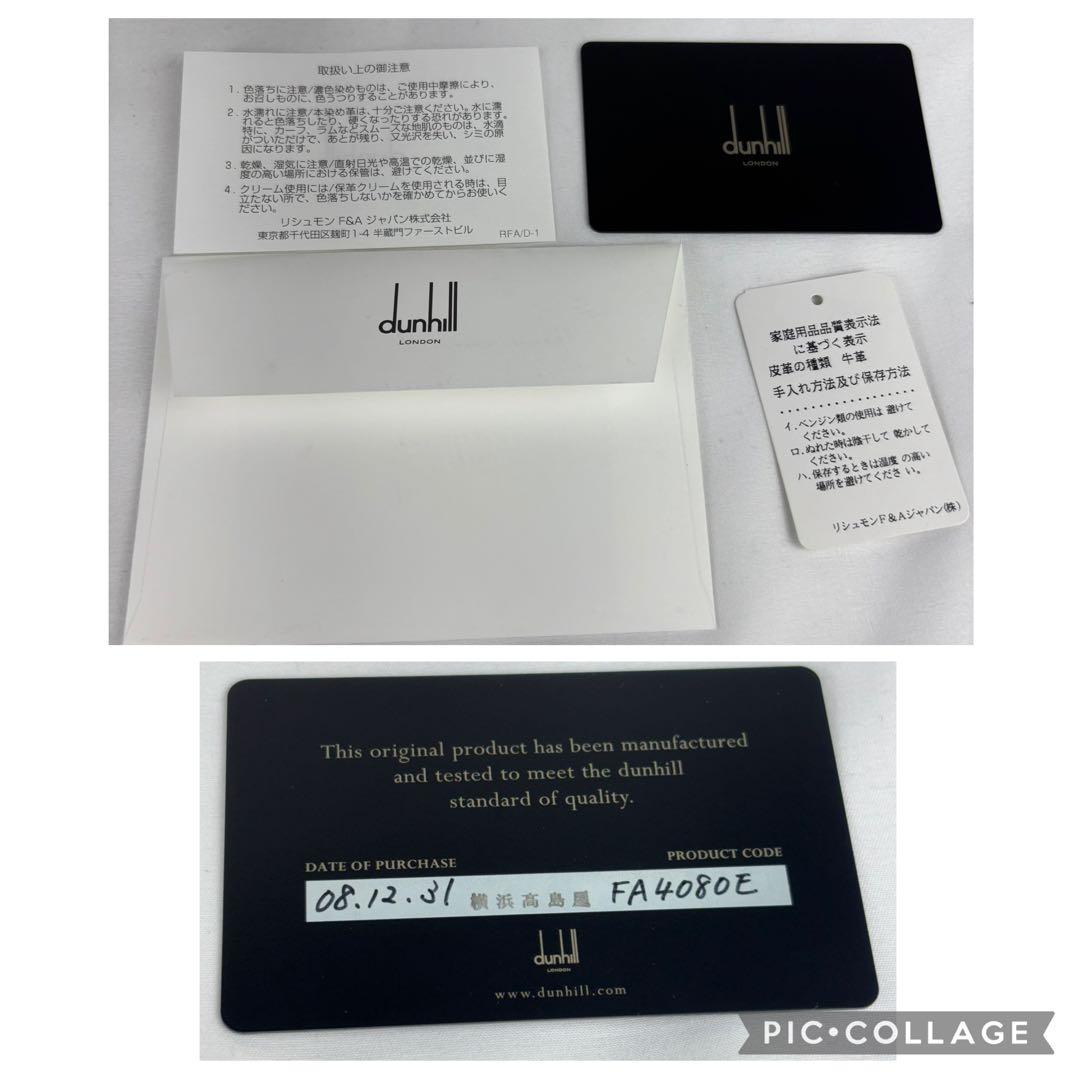 取扱い上の御注意
1. 色落ちに注意/濃色染めものは、ご使用中摩擦により、
お召しものに、色うつりすることがあります。
2. 水濡れに注意/本染め革は、十分ご注意ください。水に濡
れると色落ちしたり、硬くなったりする恐れがあります。
特に、カーフ、ラムなどスムーズな地肌のものは、水滴
がついただけで、あとが残り、又光沢を失い、シミの原
因になります。
3. 乾燥、湿気に注意/直射日光や高温での乾燥、並びに湿
度の高い場所における保管は、避けてください。
4. クリーム使用には/保革クリームを使用される時は、目
立たない所で、色落ちしないかを確かめてからお使いく
ださい。
リシュモン F&A ジャパン株式会社
東京都千代田区麹町1-4 半蔵門ファーストビル RFA/D-1
dunhill
LONDON
dunhill
LONDON
家庭用品品質表示法
に基づく表示
皮革の種類 牛革
手入れ方法及び保存方法
イ. ベンジン類の使用は 避けて
ください。
ロ. ぬれた時は陰干して 乾かして
ください。
ハ. 保存するときは温度 の高い
場所を避けてくださ い。
リシュモンF&Aジャパン(株)
This original product has been manufactured
and tested to meet the dunhill
standard of quality.
DATE OF PURCHASE PRODUCT CODE
08.12.31 横浜高島屋 FA4080E
dunhill
LONDON
www.dunhill.com
PIC•COLLAGE